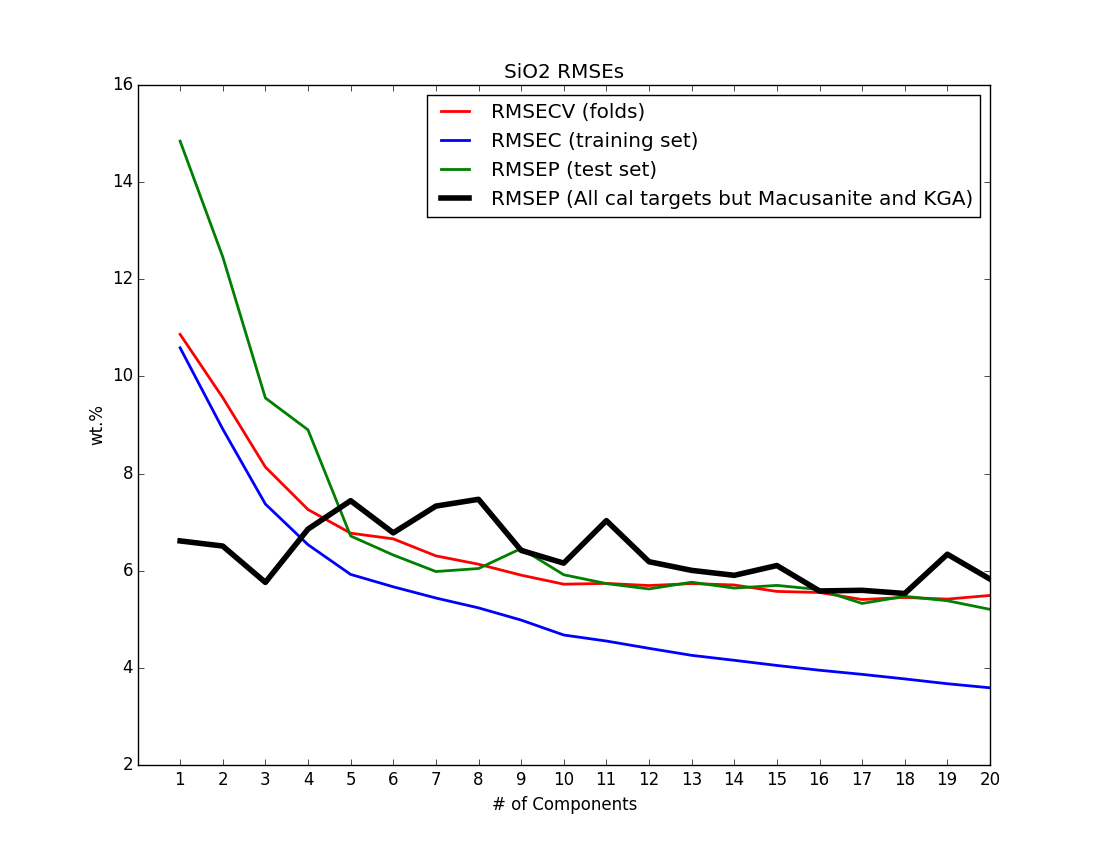 SiO2 RMSEs
16
RMSECV (folds)
RMSEC (training set)
RMSEP (test set)
RMSEP (All cal targets but Macusanite and KGA)
14
12
10
wt.%
8
6
4
2
1 2 3 4 5 6 7 8 9 10 11 12 13 14 15 16 17 18 19 20
# of Components